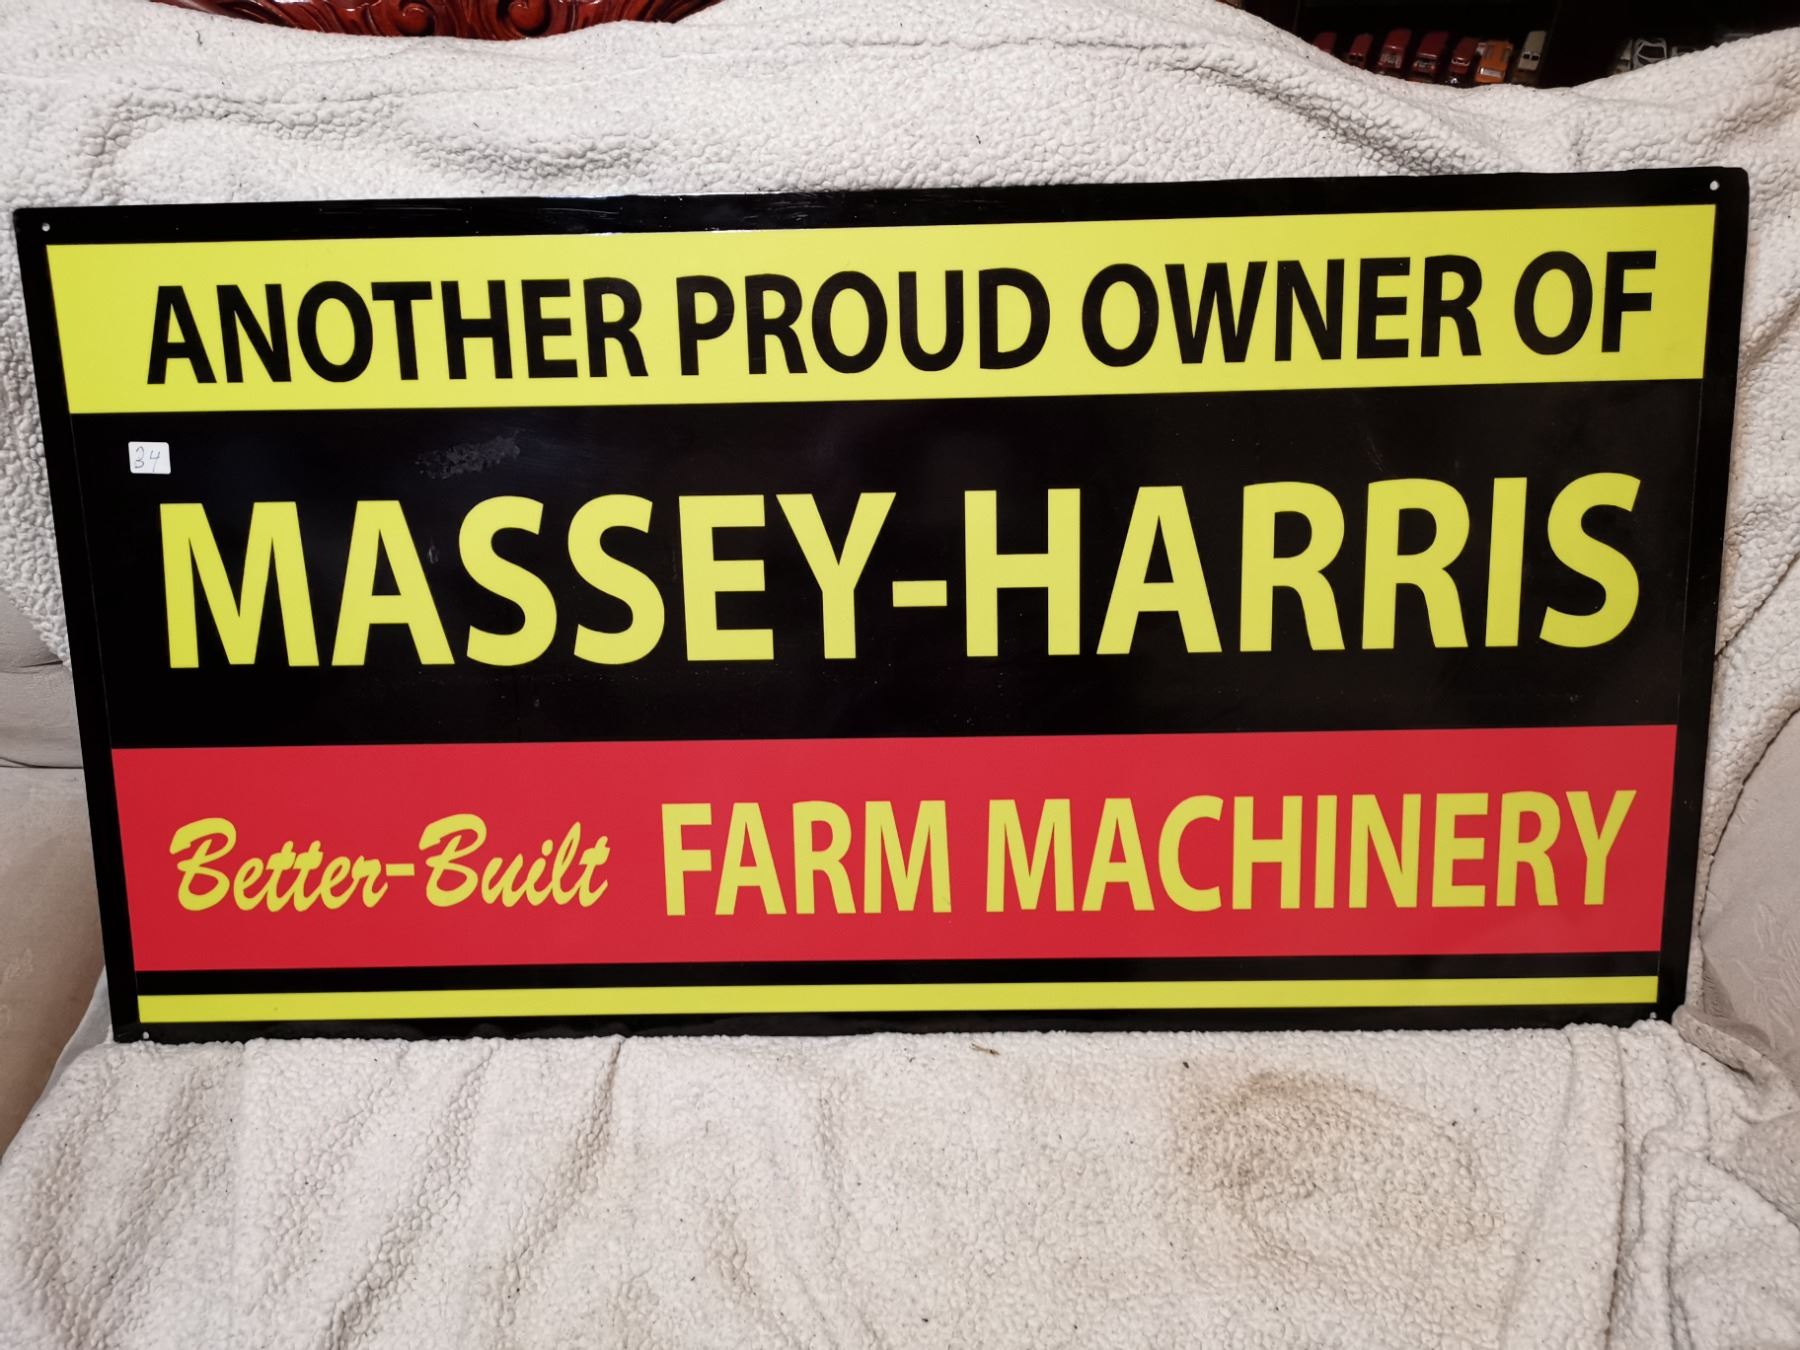 ANOTHER PROUD OWNER OF
34
MASSEY-HARRIS
Better-Built FARM MACHINERY